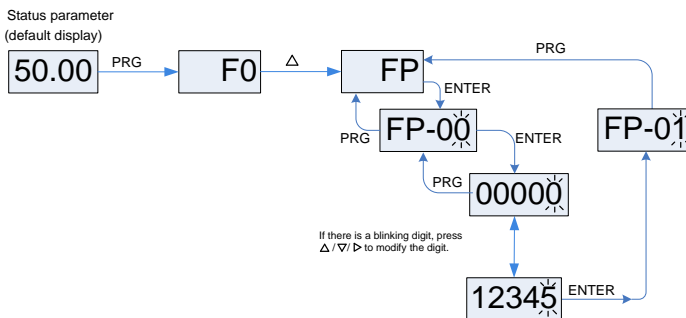 Status parameter
(default display)
50.00
PRG
F0
△
FP
PRG
ENTER
PRG
FP-00
ENTER
FP-01
PRG
00000
If there is a blinking digit, press
△ / ▽ / ▷ to modify the digit.
12345
ENTER